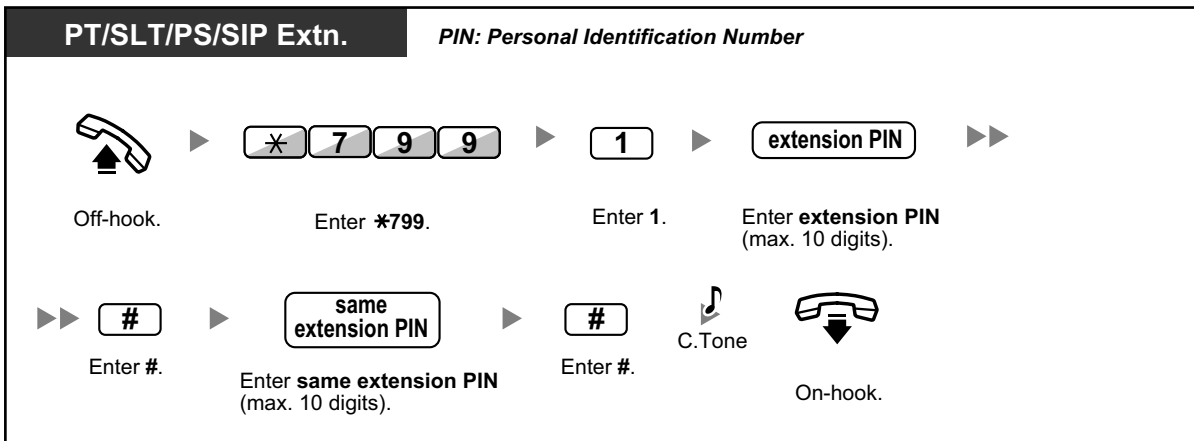 PT/SLT/PS/SIP Extn.
PIN: Personal Identification Number
* 7 9 9
1
extension PIN
Off-hook.
Enter *799.
Enter 1.
Enter extension PIN
(max. 10 digits).
#
same
extension PIN
#
C.Tone
Enter #.
Enter same extension PIN
(max. 10 digits).
Enter #.
On-hook.